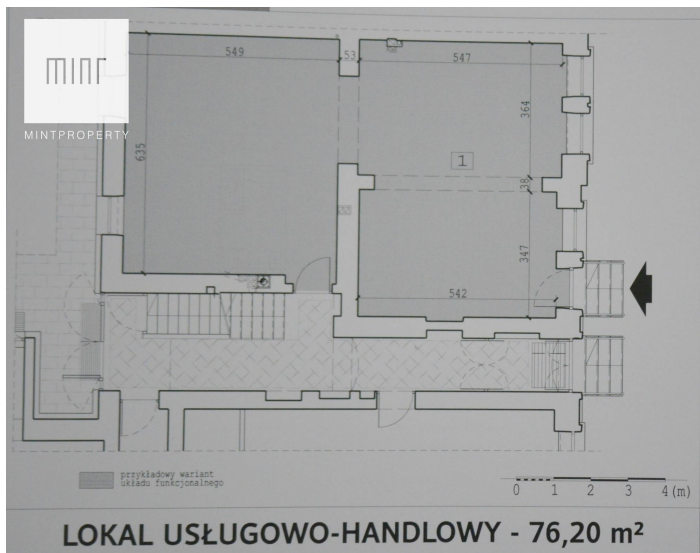 549
53
547
mint
MINTPROPERTY
635
364
1
38
347
542
przykładowy wariant
układu funkcjonalnego
0 1 2 3 4 (m)
LOKAL USŁUGOWO-HANDLOWY - 76,20 m²